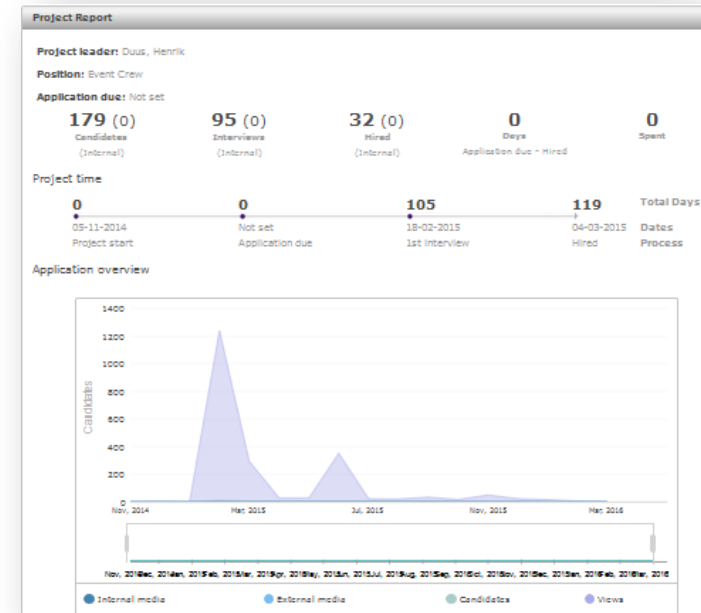 Project Report
Project leader: Duus, Henrik
Position: Event Crew
Application due: Not set
179 (0) 95 (0) 32 (0) 0 0
Candidates Interviews Hired Days Spent
(Internal) (Internal) (Internal) Application due - Hired
Project time
0 0 105 119 Total Days
05-11-2014 Not set 18-02-2015 04-03-2015 Dates
Project start Application due 1st interview Hired Process
Application overview
1400
1200
1000
800
600
400
200
0
Candidates
Nov, 2014 Mar, 2015 Jul, 2015 Nov, 2015 Mar, 2016
Internal media External media Candidates Views